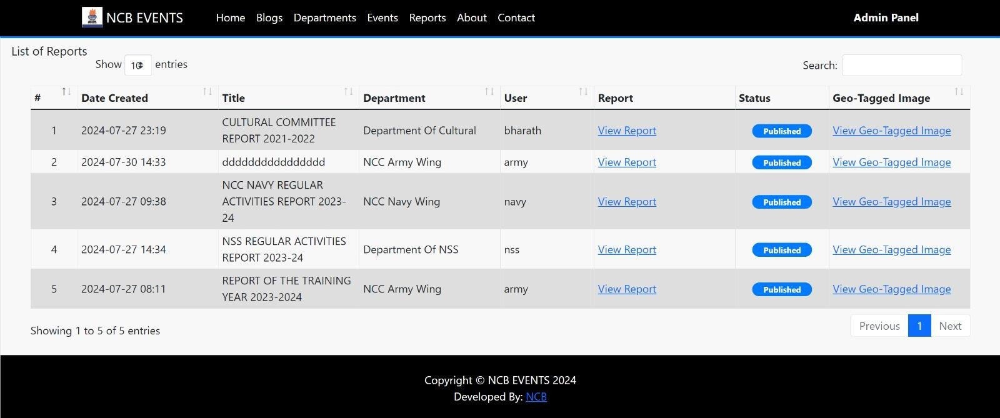 NCB EVENTS Home Blogs Departments Events Reports About Contact Admin Panel
List of Reports
Show 10 entries Search:
# Date Created Title Department User Report Status Geo-Tagged Image
1 2024-07-27 23:19 CULTURAL COMMITTEE REPORT 2021-2022 Department Of Cultural bharath View Report Published View Geo-Tagged Image
2 2024-07-30 14:33 dddddddddddddddd NCC Army Wing army View Report Published View Geo-Tagged Image
3 2024-07-27 09:38 NCC NAVY REGULAR ACTIVITIES REPORT 2023-24 NCC Navy Wing navy View Report Published View Geo-Tagged Image
4 2024-07-27 14:34 NSS REGULAR ACTIVITIES REPORT 2023-24 Department Of NSS nss View Report Published View Geo-Tagged Image
5 2024-07-27 08:11 REPORT OF THE TRAINING YEAR 2023-2024 NCC Army Wing army View Report Published View Geo-Tagged Image
Showing 1 to 5 of 5 entries Previous 1 Next
Copyright © NCB EVENTS 2024
Developed By: NCB